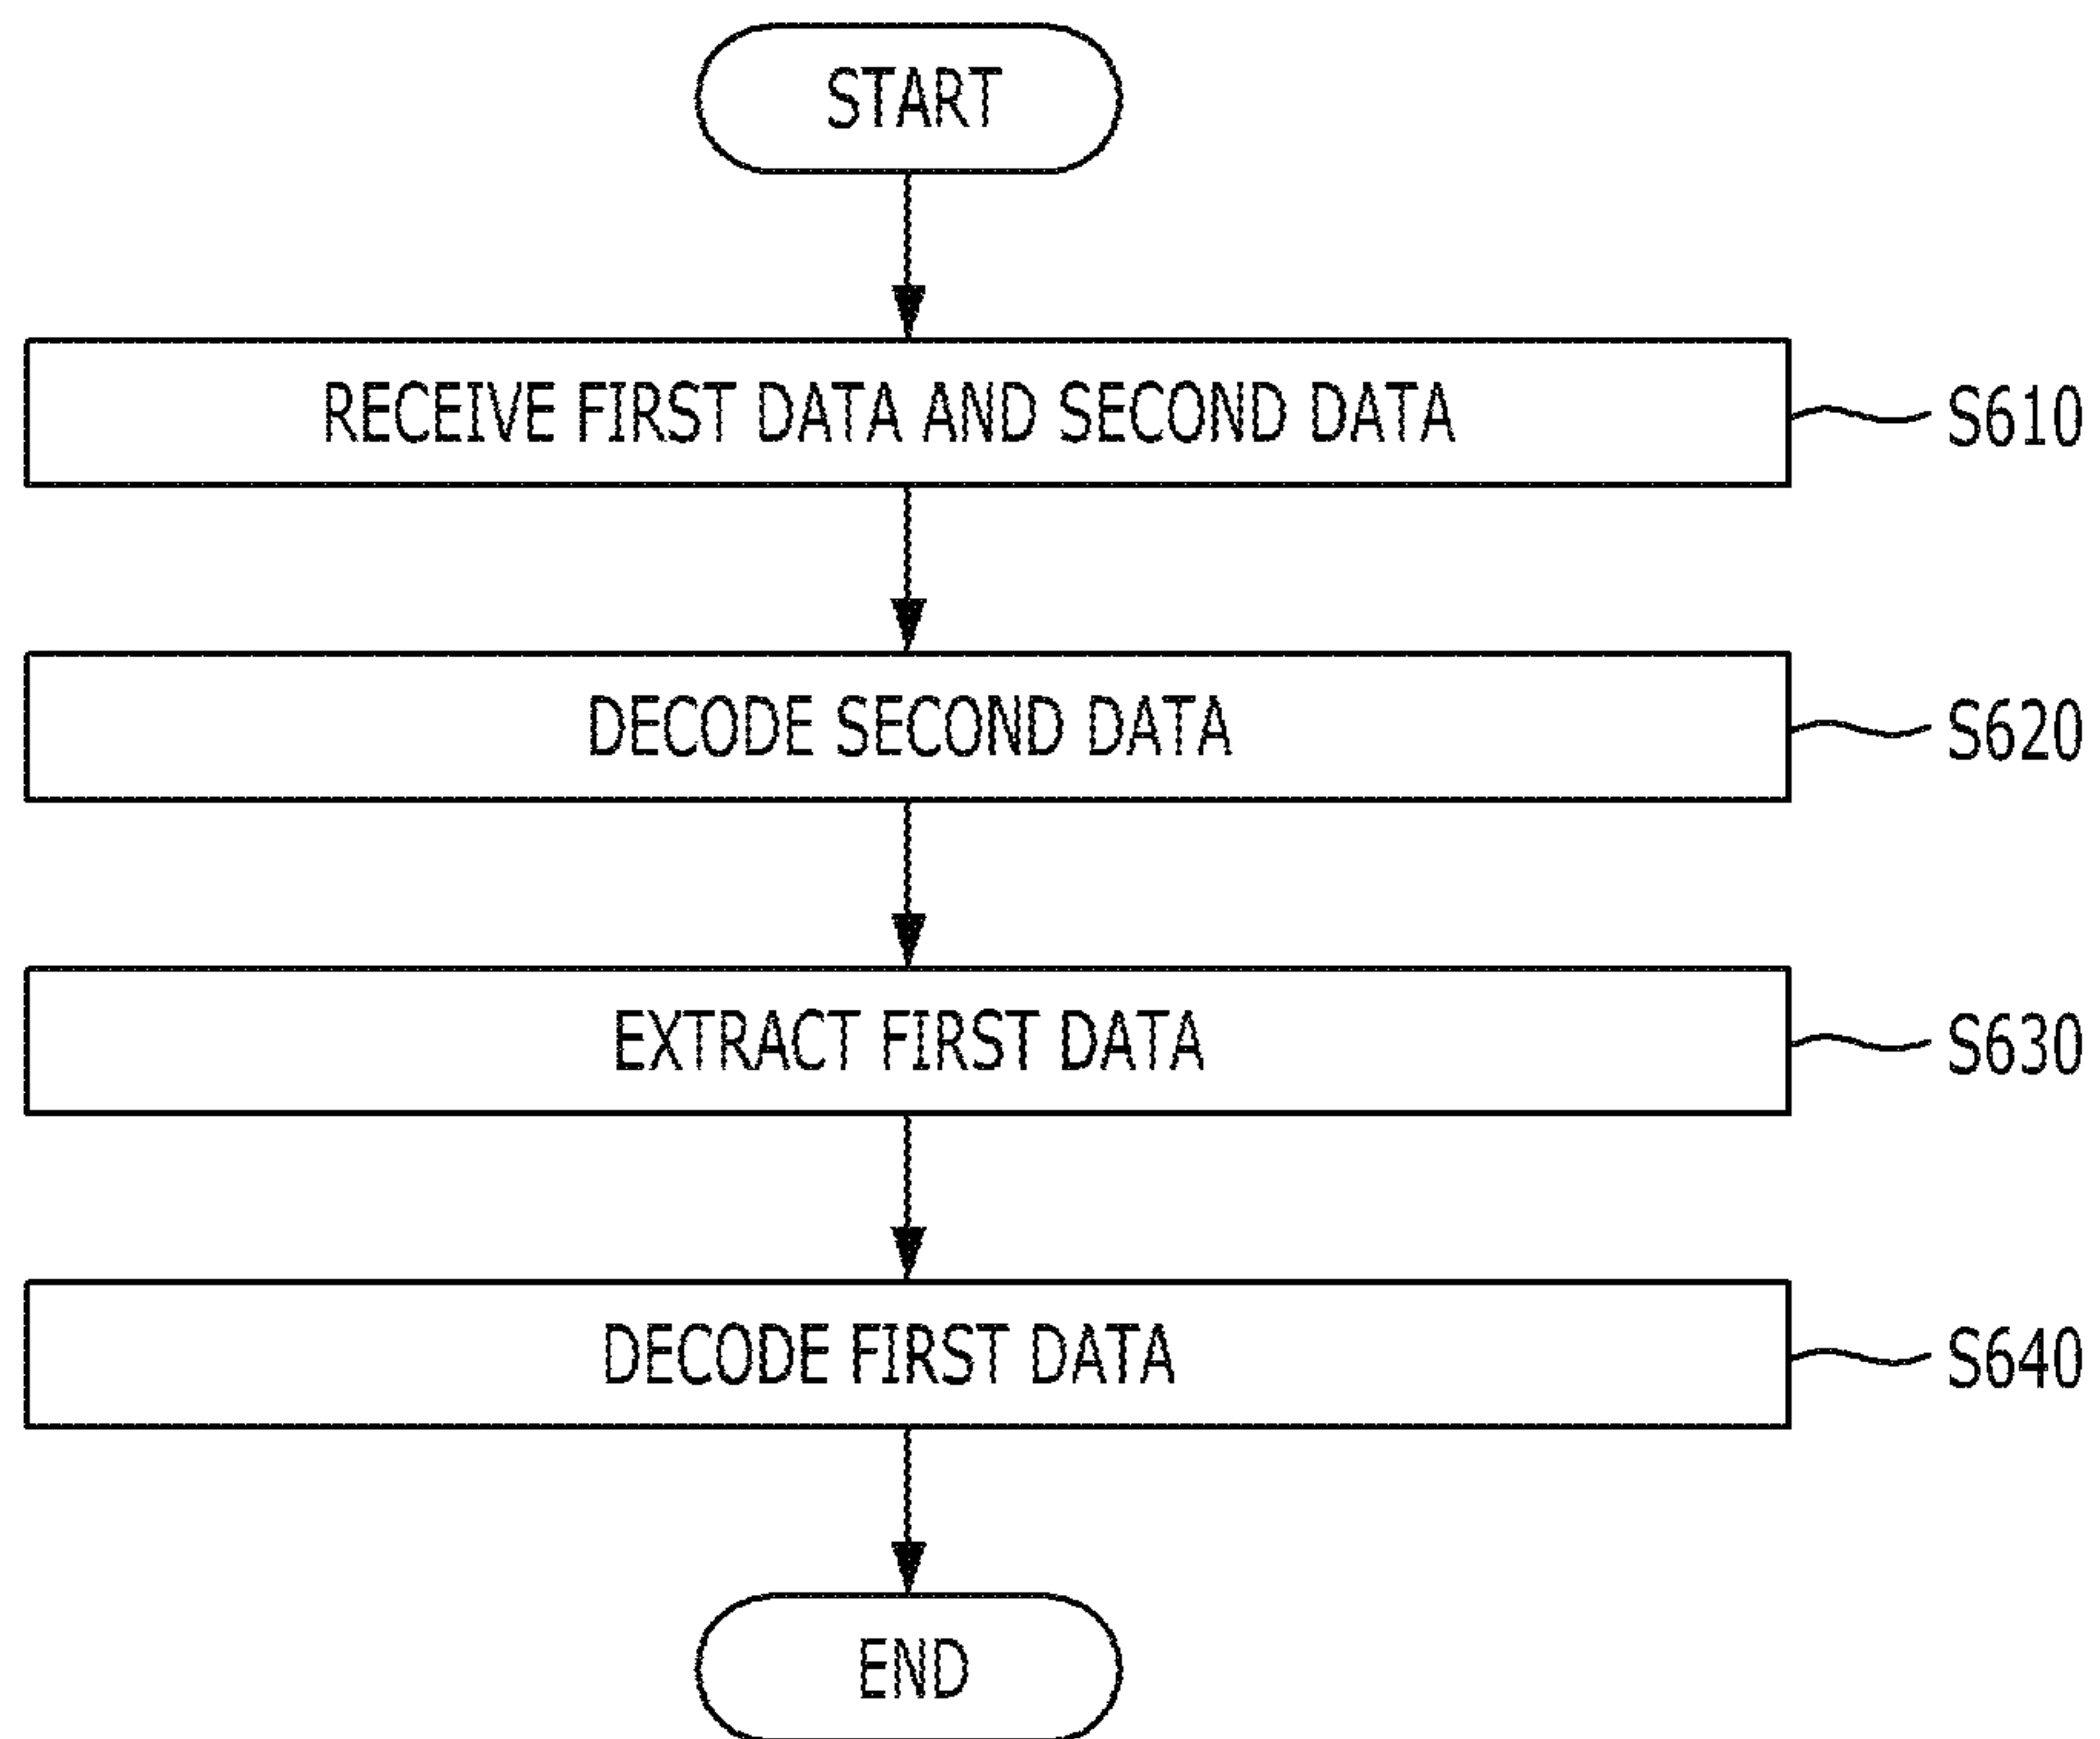 START
RECEIVE FIRST DATA AND SECOND DATA
S610
DECODE SECOND DATA
S620
EXTRACT FIRST DATA
S630
DECODE FIRST DATA
S640
END